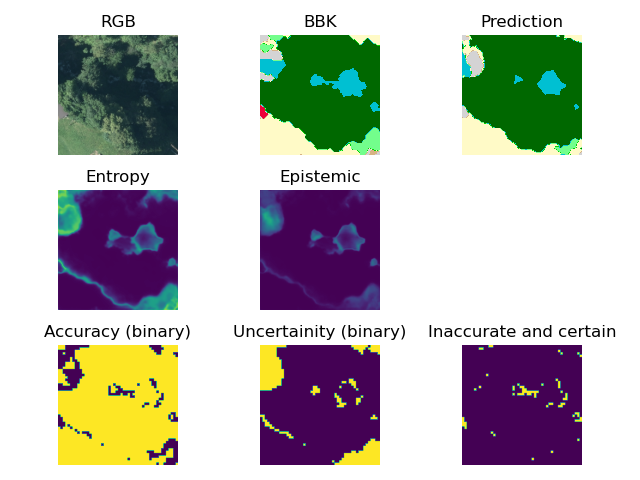 RGB
BBK
Prediction
Entropy
Epistemic
Accuracy (binary)
Uncertainity (binary)
Inaccurate and certain